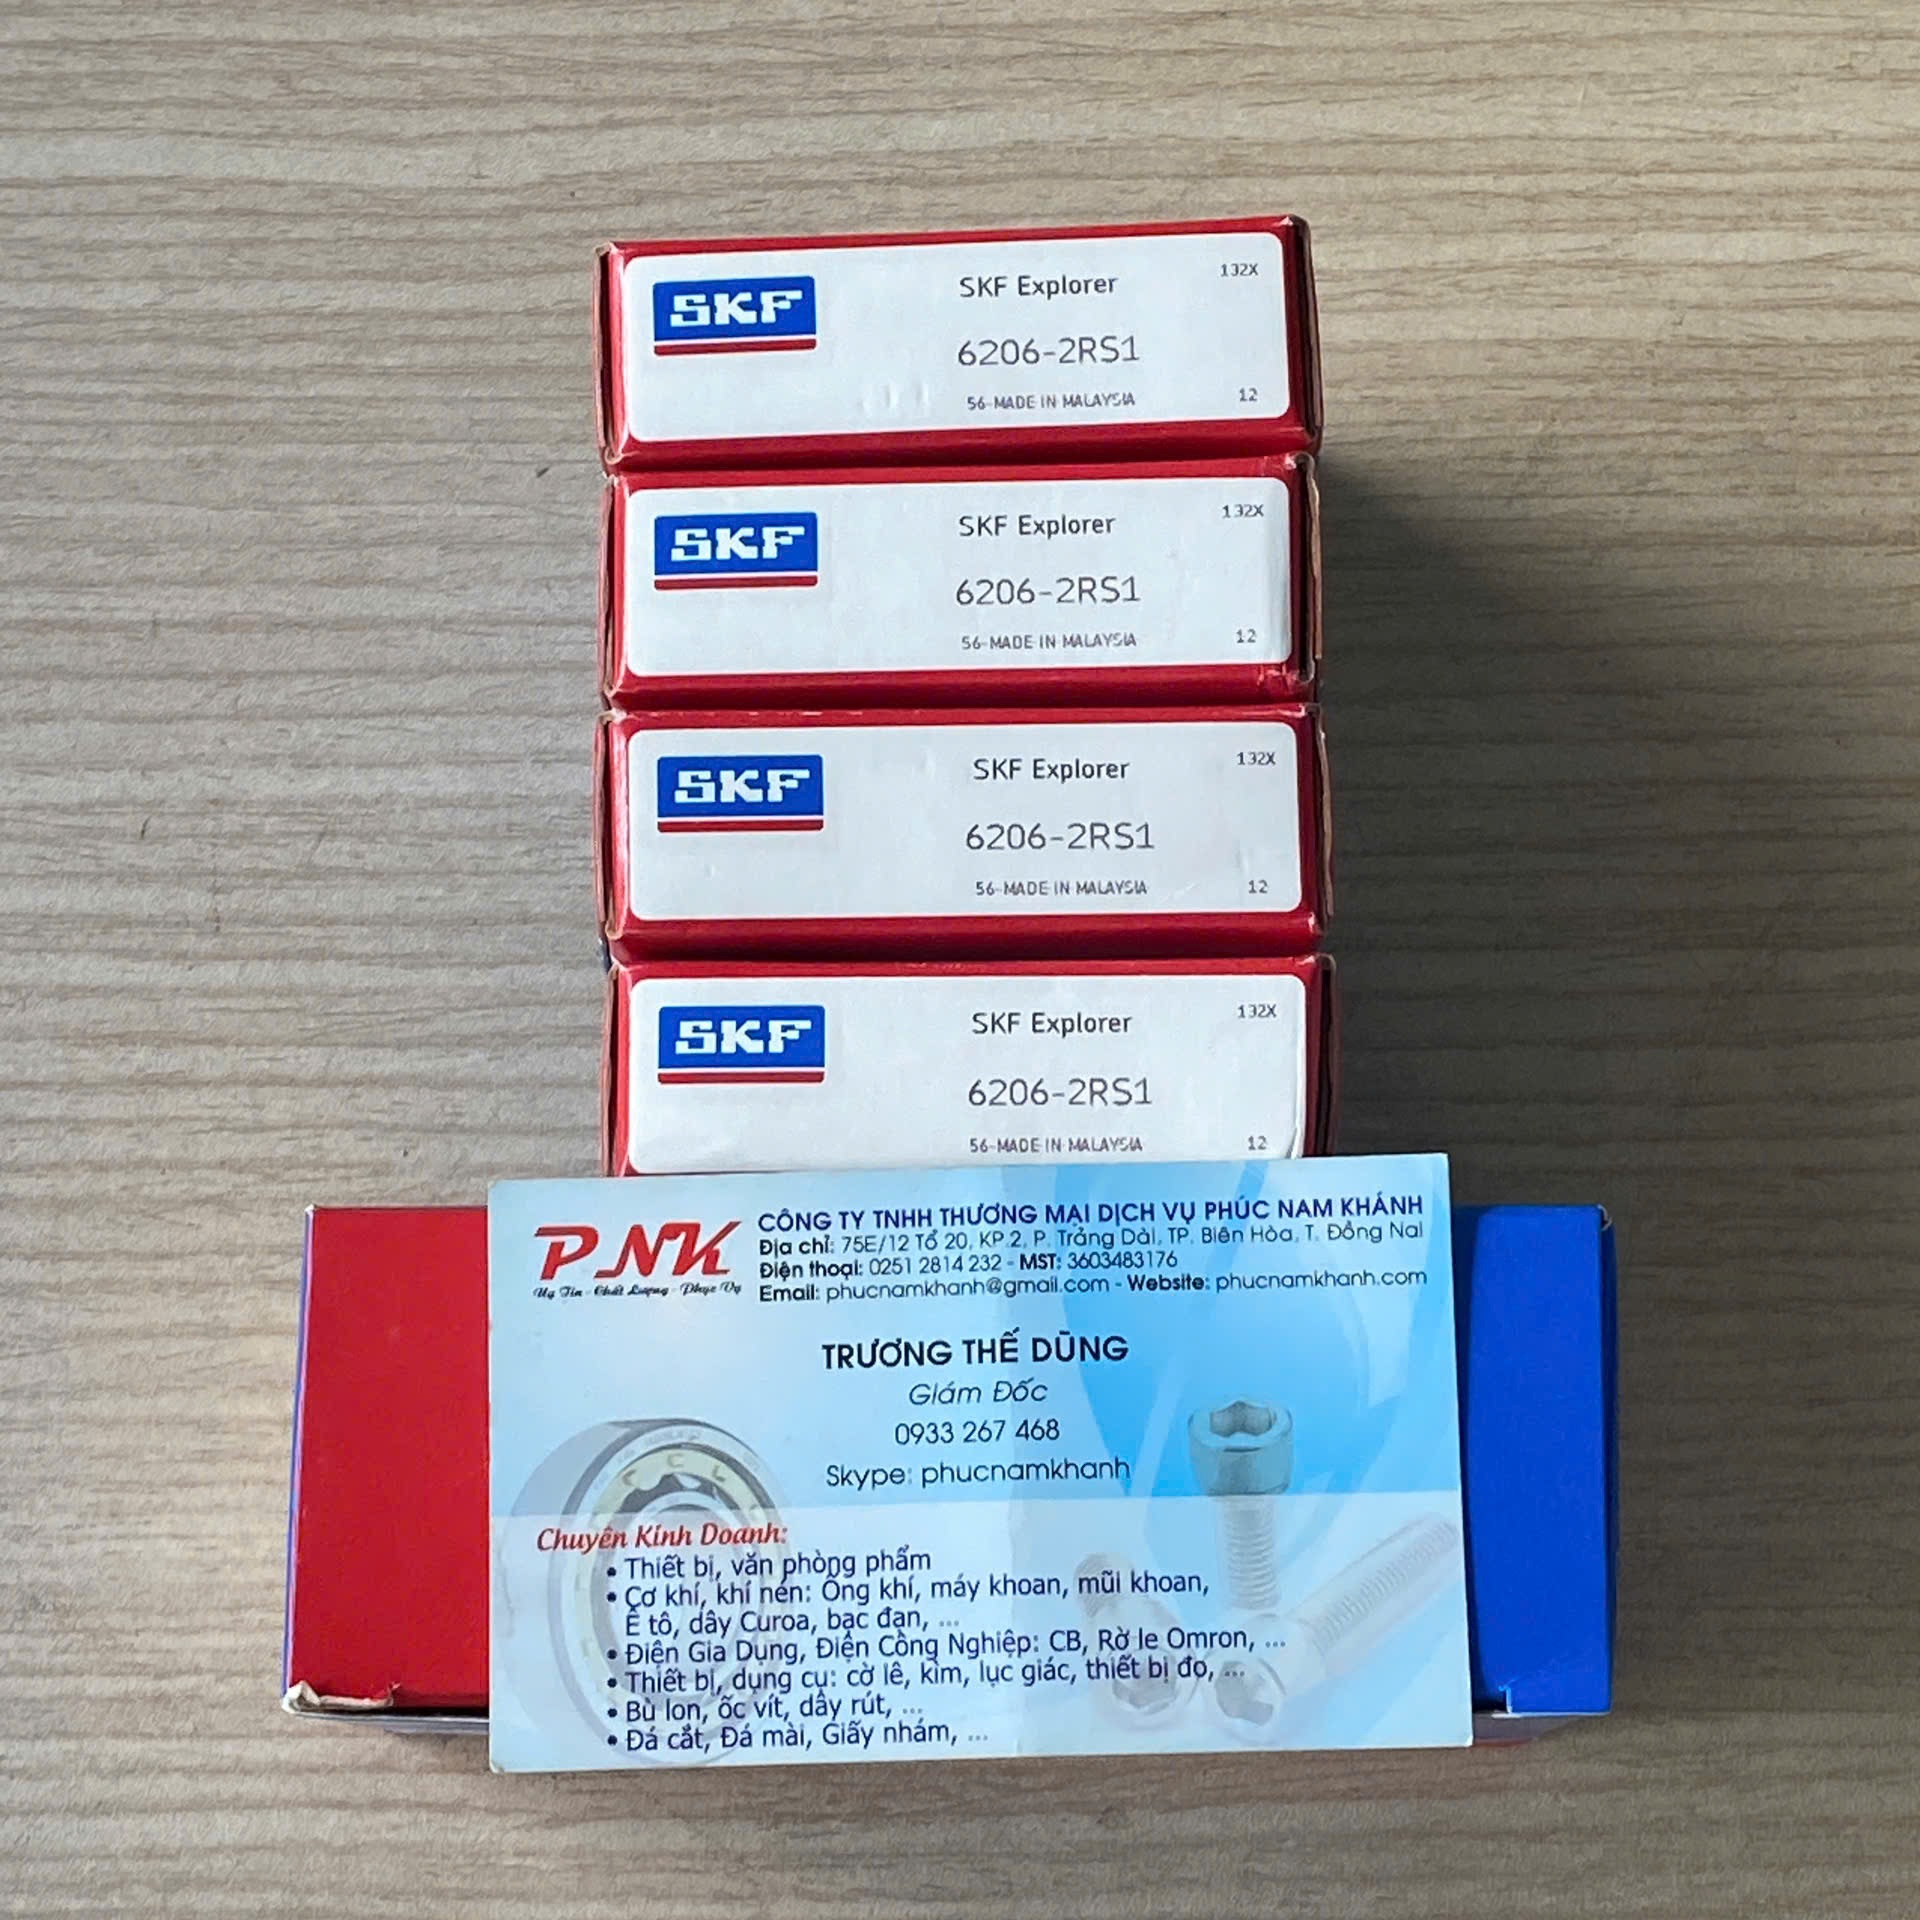 SKF
SKF Explorer
132X
6206-2RS1
56-MADE IN MALAYSIA
12
SKF
SKF Explorer
132X
6206-2RS1
56-MADE IN MALAYSIA
12
SKF
SKF Explorer
132X
6206-2RS1
56-MADE IN MALAYSIA
12
SKF
SKF Explorer
132X
6206-2RS1
56-MADE IN MALAYSIA
12
PNK
Uy Tín - Chất Lượng - Phục Vụ
CÔNG TY TNHH THƯƠNG MẠI DỊCH VỤ PHÚC NAM KHÁNH
Địa chỉ: 75E/12 Tổ 20, KP.2, P. Trảng Dài, TP. Biên Hòa, T. Đồng Nai
Điện thoại: 0251 2814 232 - MST: 3603483176
Email: phucnamkhanh@gmail.com - Website: phucnamkhanh.com
TRƯƠNG THẾ DŨNG
Giám Đốc
0933 267 468
Skype: phucnamkhanh
Chuyên Kinh Doanh:
• Thiết bị, văn phòng phẩm
• Cơ khí, khí nén: Ống khí, máy khoan, mũi khoan,
Ê tô, dây Curoa, bạc đạn, ...
• Điện Gia Dụng, Điện Công Nghiệp: CB, Rờ le Omron, ...
• Thiết bị, dụng cụ: cờ lê, kìm, lục giác, thiết bị đo, ...
• Bù lon, ốc vít, dây rút, ...
• Đá cắt, Đá mài, Giấy nhám, ...